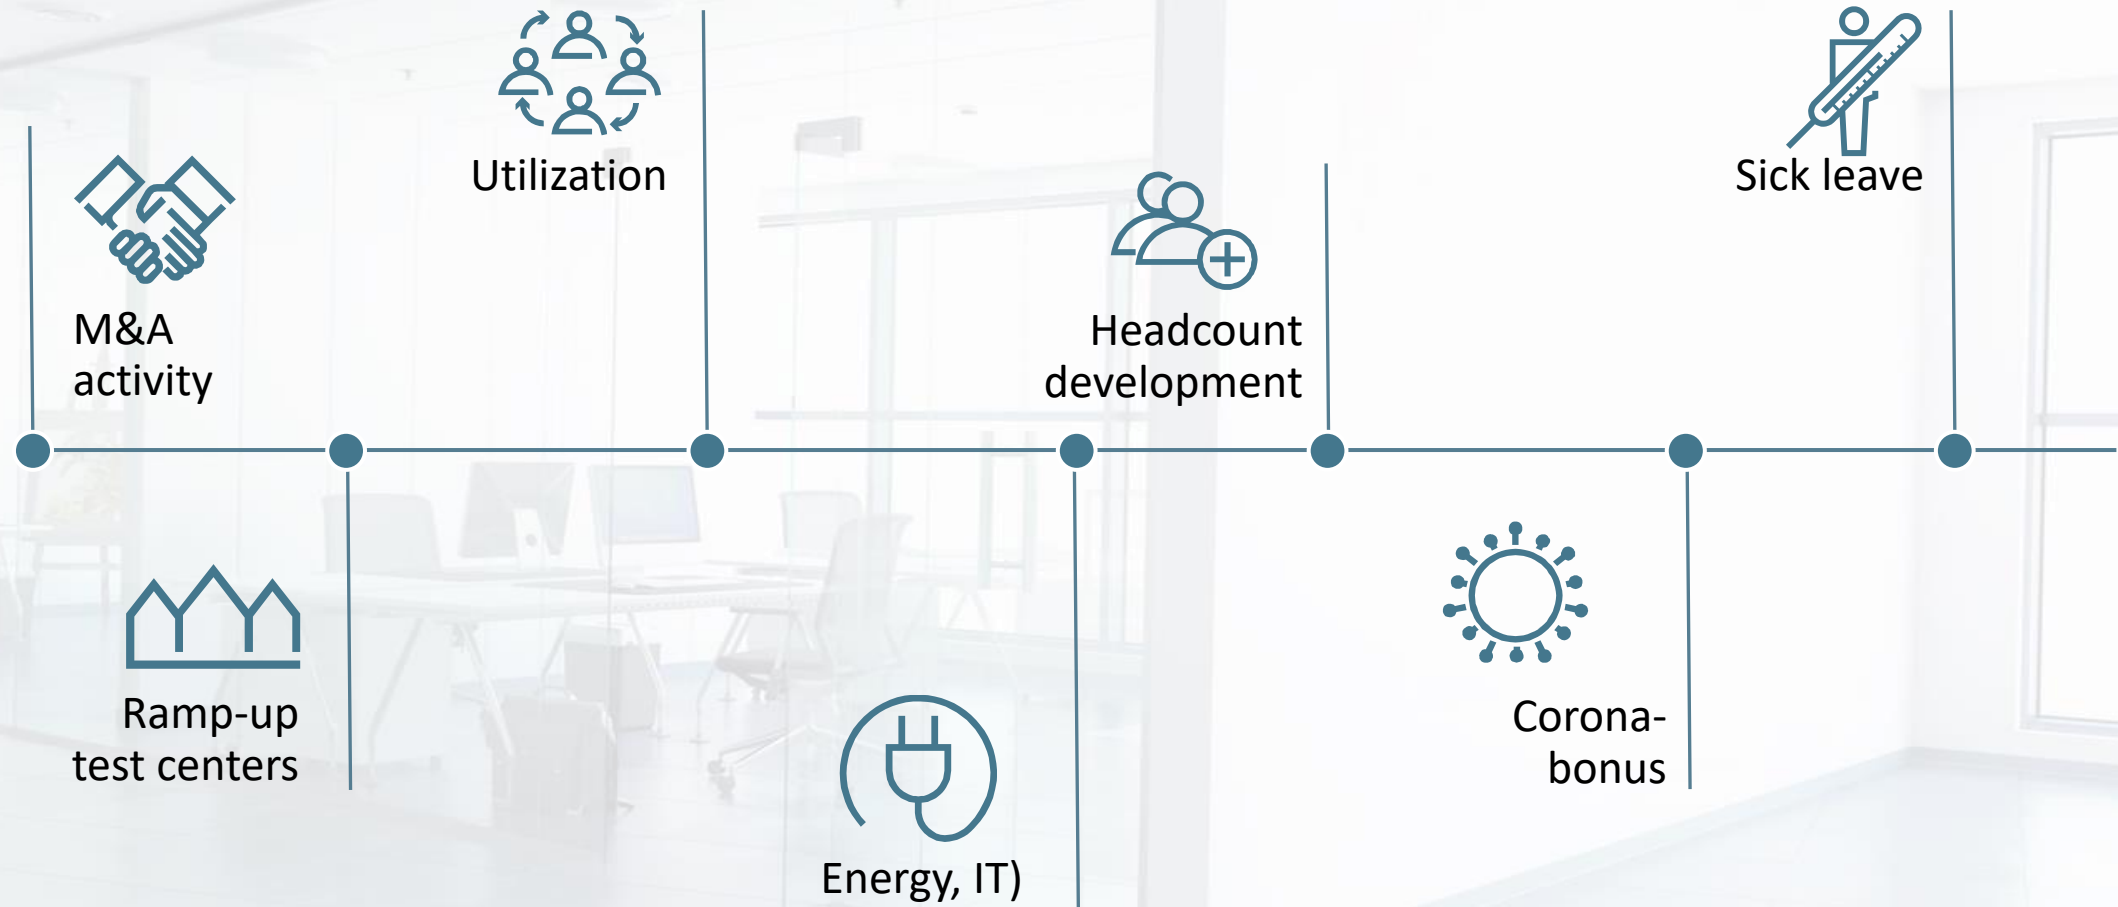 M&A
activity
Ramp-up
test centers
Utilization
Energy, IT)
Headcount
development
Corona-
bonus
Sick leave